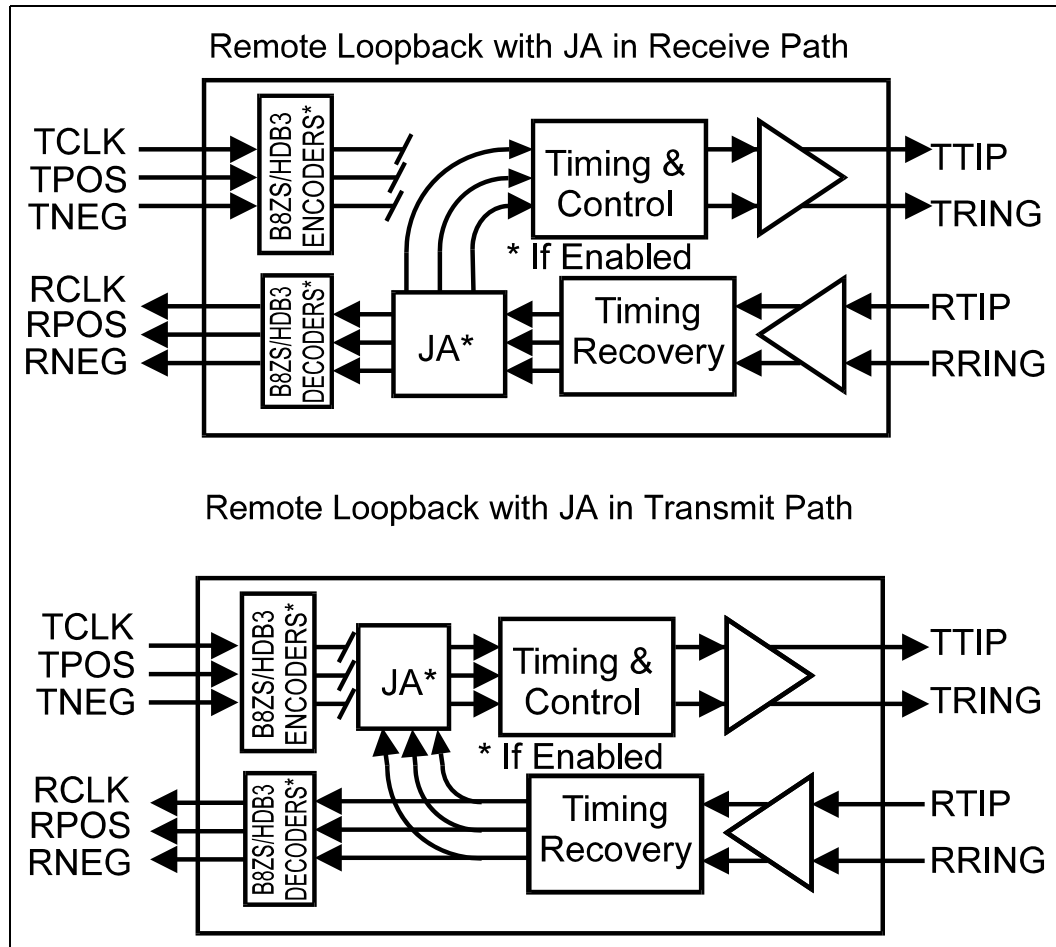 Remote Loopback with JA in Receive Path
TCLK
TPOS
TNEG
B8ZS/HDB3
ENCODERS*
Timing &
Control
TTIP
TRING
* If Enabled
RCLK
RPOS
RNEG
B8ZS/HDB3
DECODERS*
JA*
Timing
Recovery
RTIP
RRING
Remote Loopback with JA in Transmit Path
TCLK
TPOS
TNEG
B8ZS/HDB3
ENCODERS*
JA*
Timing &
Control
TTIP
TRING
* If Enabled
RCLK
RPOS
RNEG
B8ZS/HDB3
DECODERS*
Timing
Recovery
RTIP
RRING